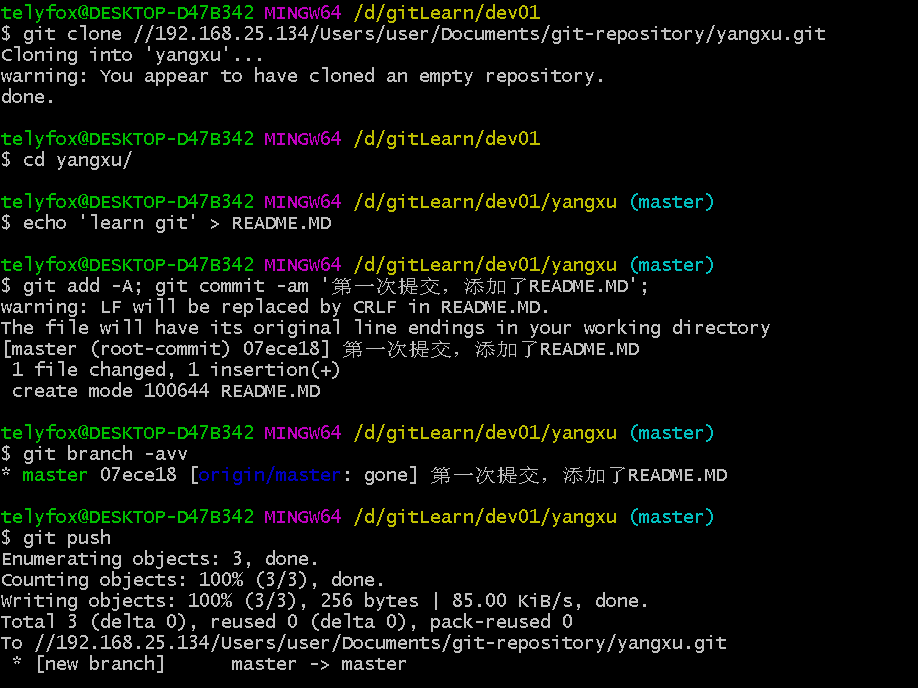 telyfox@DESKTOP-D47B342 MINGW64 /d/gitLearn/dev01
$ git clone //192.168.25.134/Users/user/Documents/git-repository/yangxu.git
Cloning into 'yangxu'...
warning: You appear to have cloned an empty repository.
done.
telyfox@DESKTOP-D47B342 MINGW64 /d/gitLearn/dev01
$ cd yangxu/
telyfox@DESKTOP-D47B342 MINGW64 /d/gitLearn/dev01/yangxu (master)
$ echo 'learn git' > README.MD
telyfox@DESKTOP-D47B342 MINGW64 /d/gitLearn/dev01/yangxu (master)
$ git add -A; git commit -am '第一次提交，添加了README.MD';
warning: LF will be replaced by CRLF in README.MD.
The file will have its original line endings in your working directory
[master (root-commit) 07ece18] 第一次提交，添加了README.MD
 1 file changed, 1 insertion(+)
 create mode 100644 README.MD
telyfox@DESKTOP-D47B342 MINGW64 /d/gitLearn/dev01/yangxu (master)
$ git branch -avv
* master 07ece18 [origin/master: gone] 第一次提交，添加了README.MD
telyfox@DESKTOP-D47B342 MINGW64 /d/gitLearn/dev01/yangxu (master)
$ git push
Enumerating objects: 3, done.
Counting objects: 100% (3/3), done.
Writing objects: 100% (3/3), 256 bytes | 85.00 KiB/s, done.
Total 3 (delta 0), reused 0 (delta 0), pack-reused 0
To //192.168.25.134/Users/user/Documents/git-repository/yangxu.git
 * [new branch]      master -> master